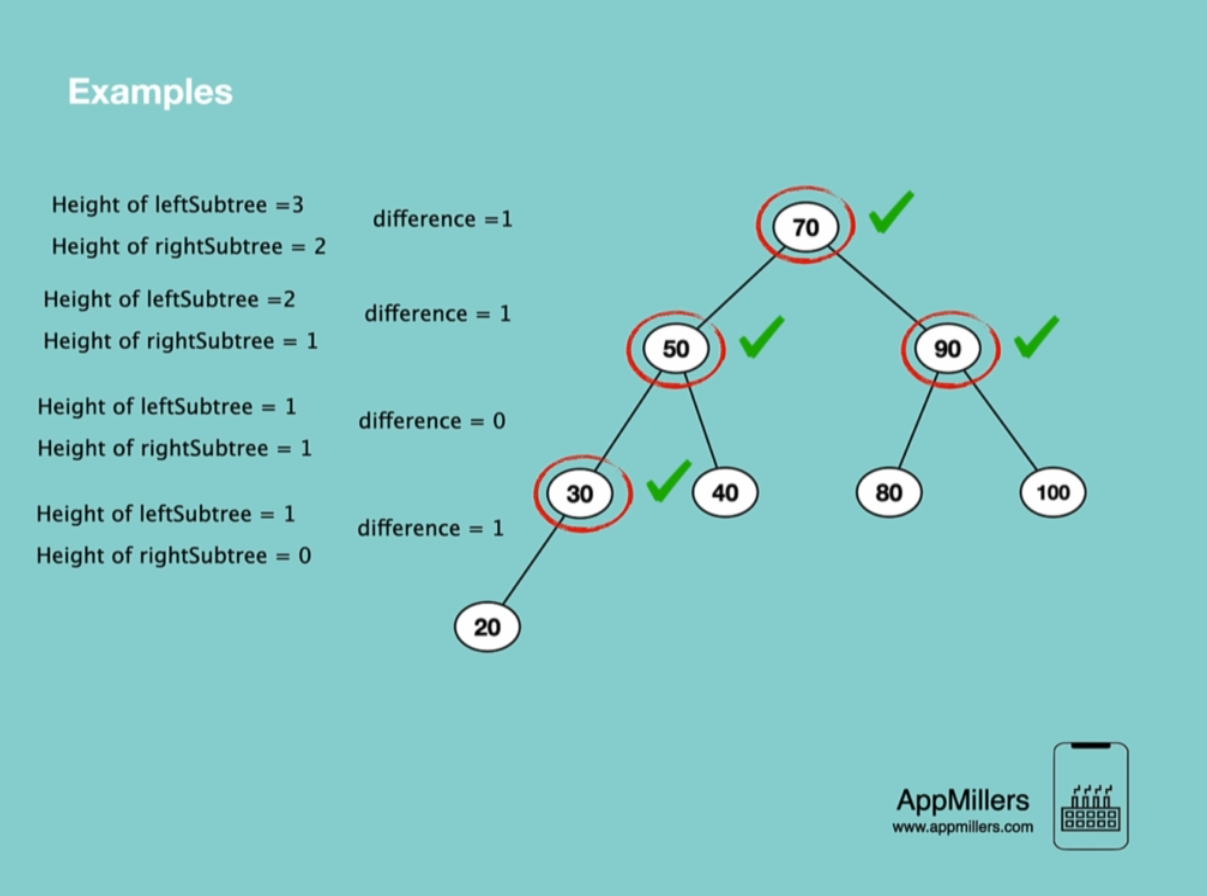 Examples
Height of leftSubtree =3
Height of rightSubtree = 2
difference =1
Height of leftSubtree =2
Height of rightSubtree = 1
difference = 1
Height of leftSubtree = 1
Height of rightSubtree = 1
difference = 0
Height of leftSubtree = 1
Height of rightSubtree = 0
difference = 1
70
50
90
30
40
80
100
20
AppMillers
www.appmillers.com